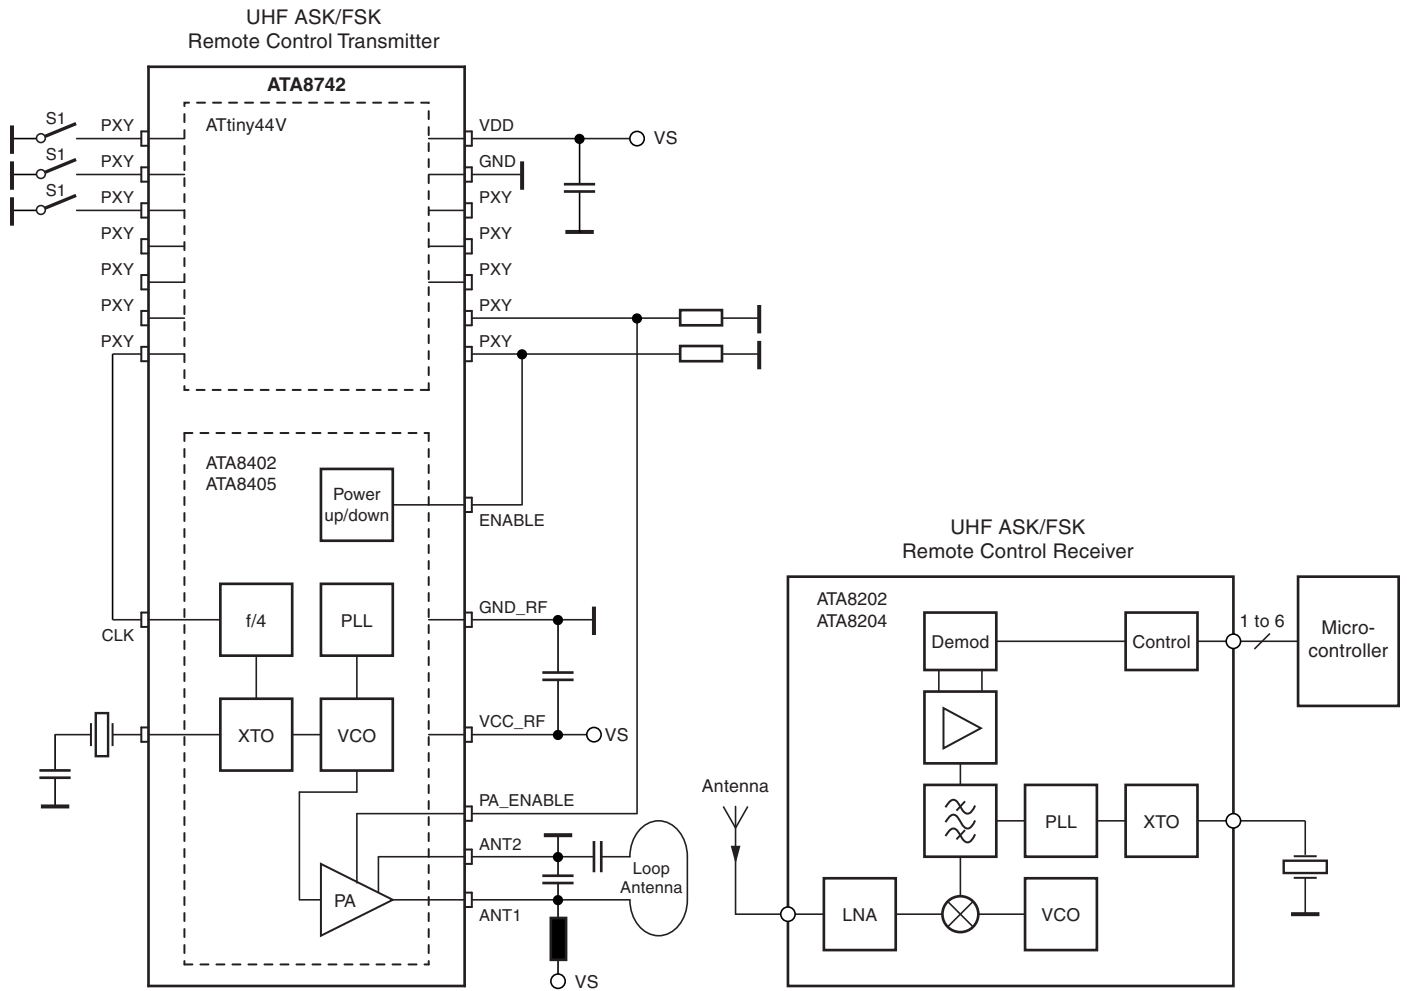 UHF ASK/FSK
Remote Control Transmitter
ATA8742
ATtiny44V
S1
PXY
S1
PXY
S1
PXY
PXY
PXY
PXY
PXY
VDD
VS
GND
PXY
PXY
PXY
PXY
PXY
ATA8402
ATA8405
Power
up/down
ENABLE
f/4
PLL
GND_RF
CLK
XTO
VCO
VCC_RF
VS
PA_ENABLE
ANT2
Loop
Antenna
PA
ANT1
VS
UHF ASK/FSK
Remote Control Receiver
ATA8202
ATA8204
Demod
Control
1 to 6
Micro-
controller
Antenna
PLL
XTO
LNA
VCO